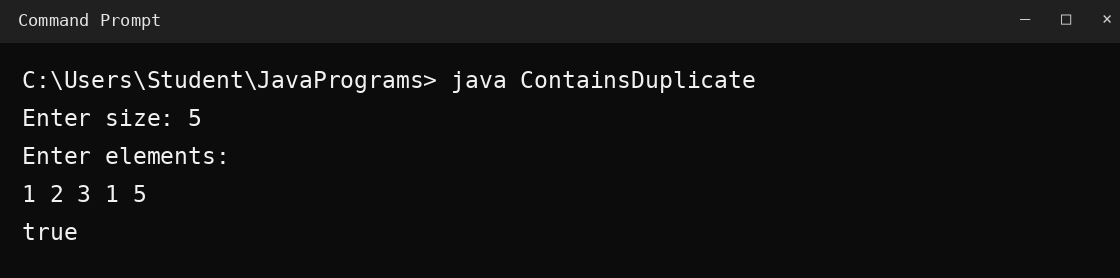 Command Prompt
C:\Users\Student\JavaPrograms> java ContainsDuplicate
Enter size: 5
Enter elements:
1 2 3 1 5
true